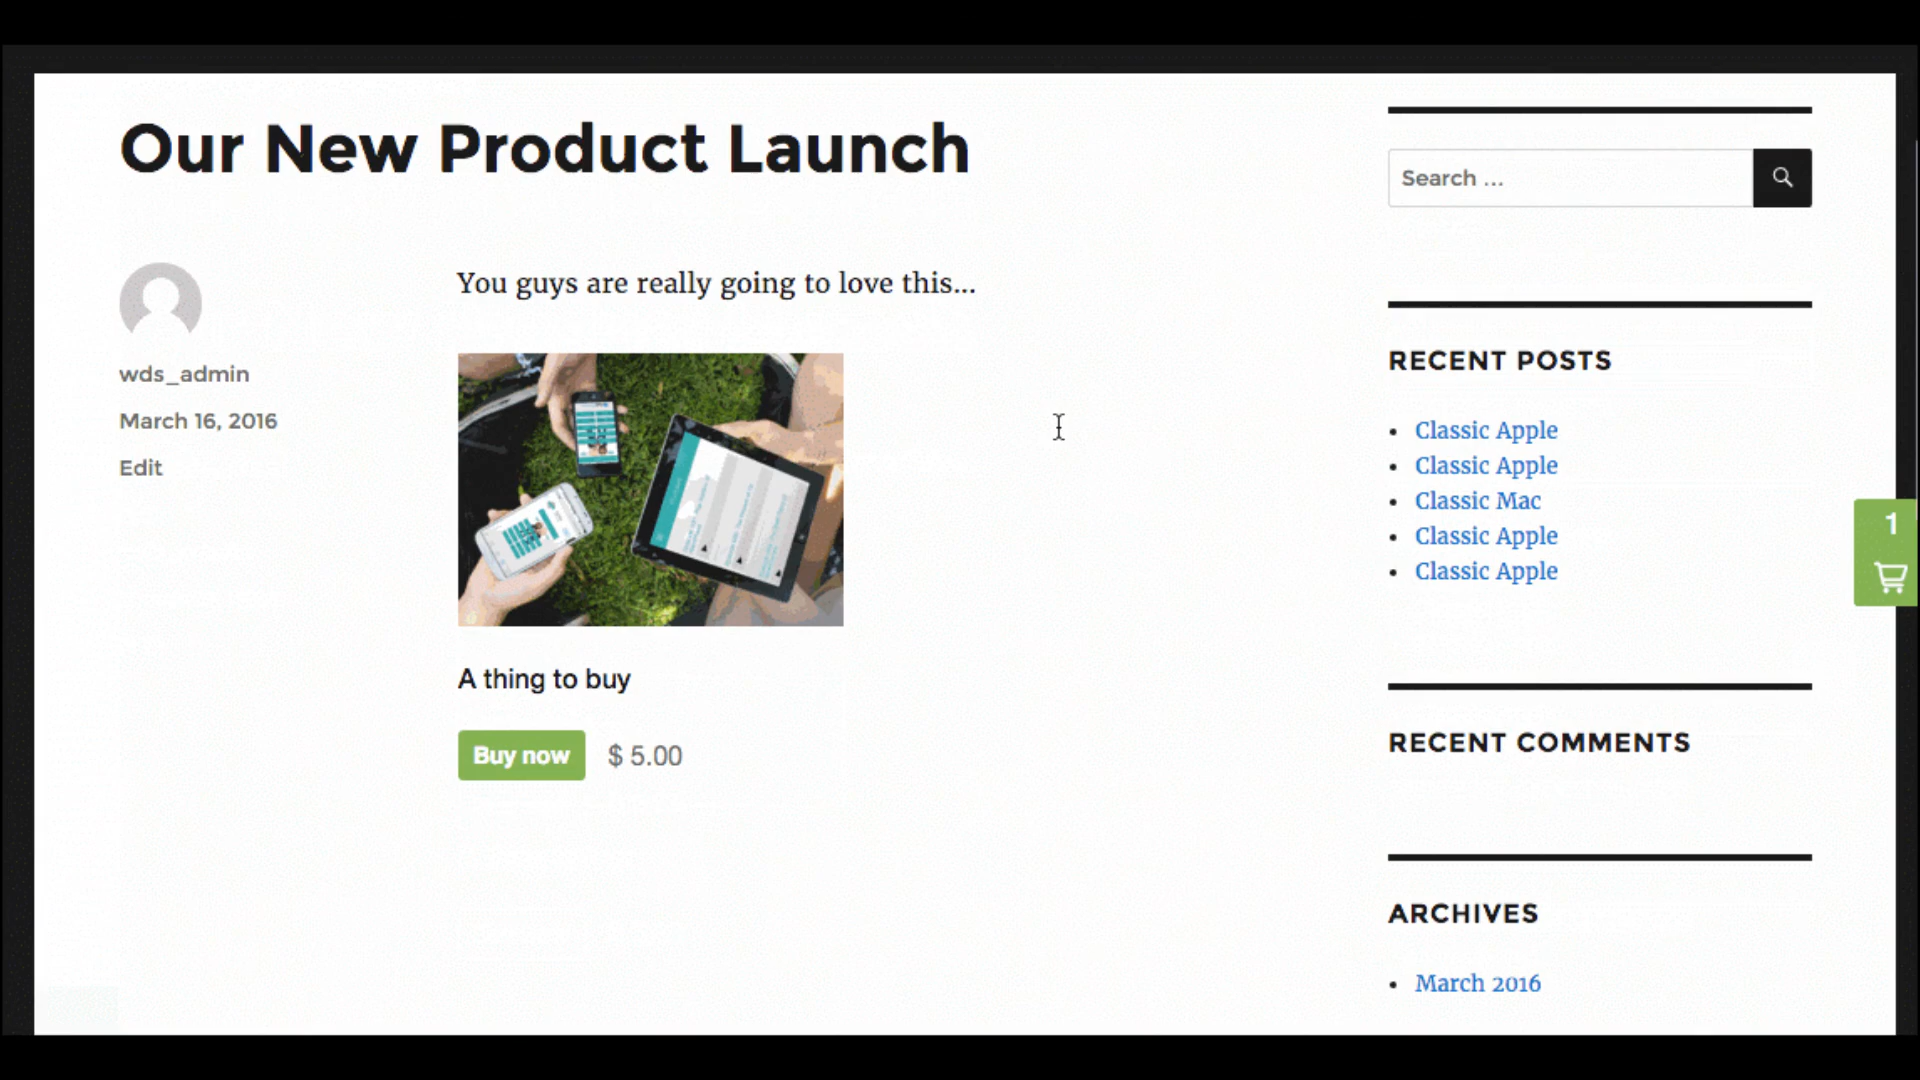 Our New Product Launch
wds_admin
March 16, 2016
Edit
You guys are really going to love this...
A thing to buy
Buy now $ 5.00
Search ...
RECENT POSTS
Classic Apple
Classic Apple
Classic Mac
Classic Apple
Classic Apple
1
RECENT COMMENTS
ARCHIVES
March 2016